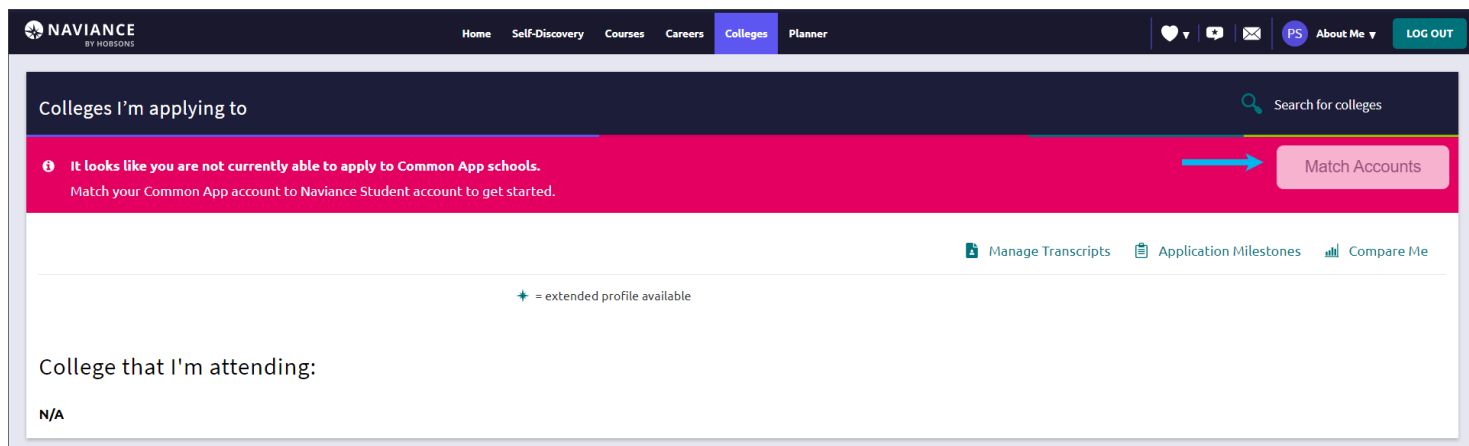 NAVIANCE
BY HOBSONS
Home Self-Discovery Courses Careers Colleges Planner
PS About Me LOG OUT
Colleges I’m applying to
Search for colleges
It looks like you are not currently able to apply to Common App schools.
Match your Common App account to Naviance Student account to get started.
Match Accounts
Manage Transcripts Application Milestones Compare Me
= extended profile available
College that I'm attending:
N/A